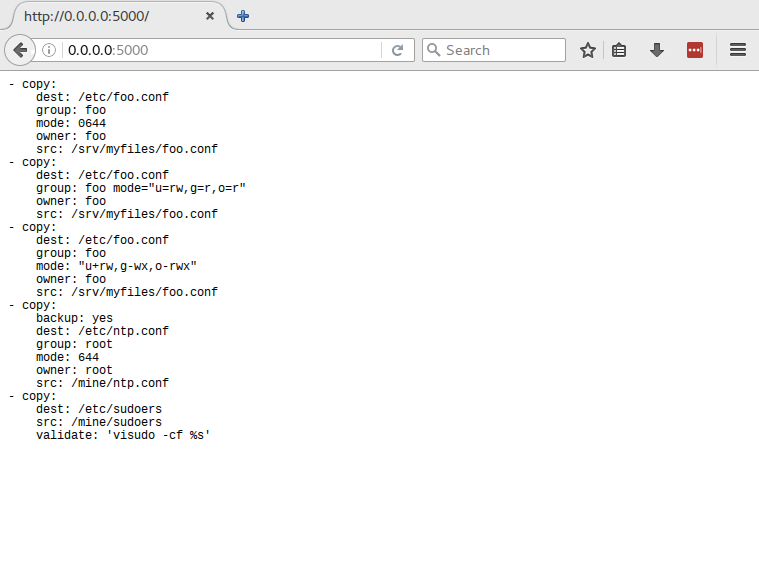 http://0.0.0.0:5000/
0.0.0.0:5000
Search
- copy:
    dest: /etc/foo.conf
    group: foo
    mode: 0644
    owner: foo
    src: /srv/myfiles/foo.conf
- copy:
    dest: /etc/foo.conf
    group: foo mode="u=rw,g=r,o=r"
    owner: foo
    src: /srv/myfiles/foo.conf
- copy:
    dest: /etc/foo.conf
    group: foo
    mode: "u+rw,g-wx,o-rwx"
    owner: foo
    src: /srv/myfiles/foo.conf
- copy:
    backup: yes
    dest: /etc/ntp.conf
    group: root
    mode: 644
    owner: root
    src: /mine/ntp.conf
- copy:
    dest: /etc/sudoers
    src: /mine/sudoers
    validate: 'visudo -cf %s'